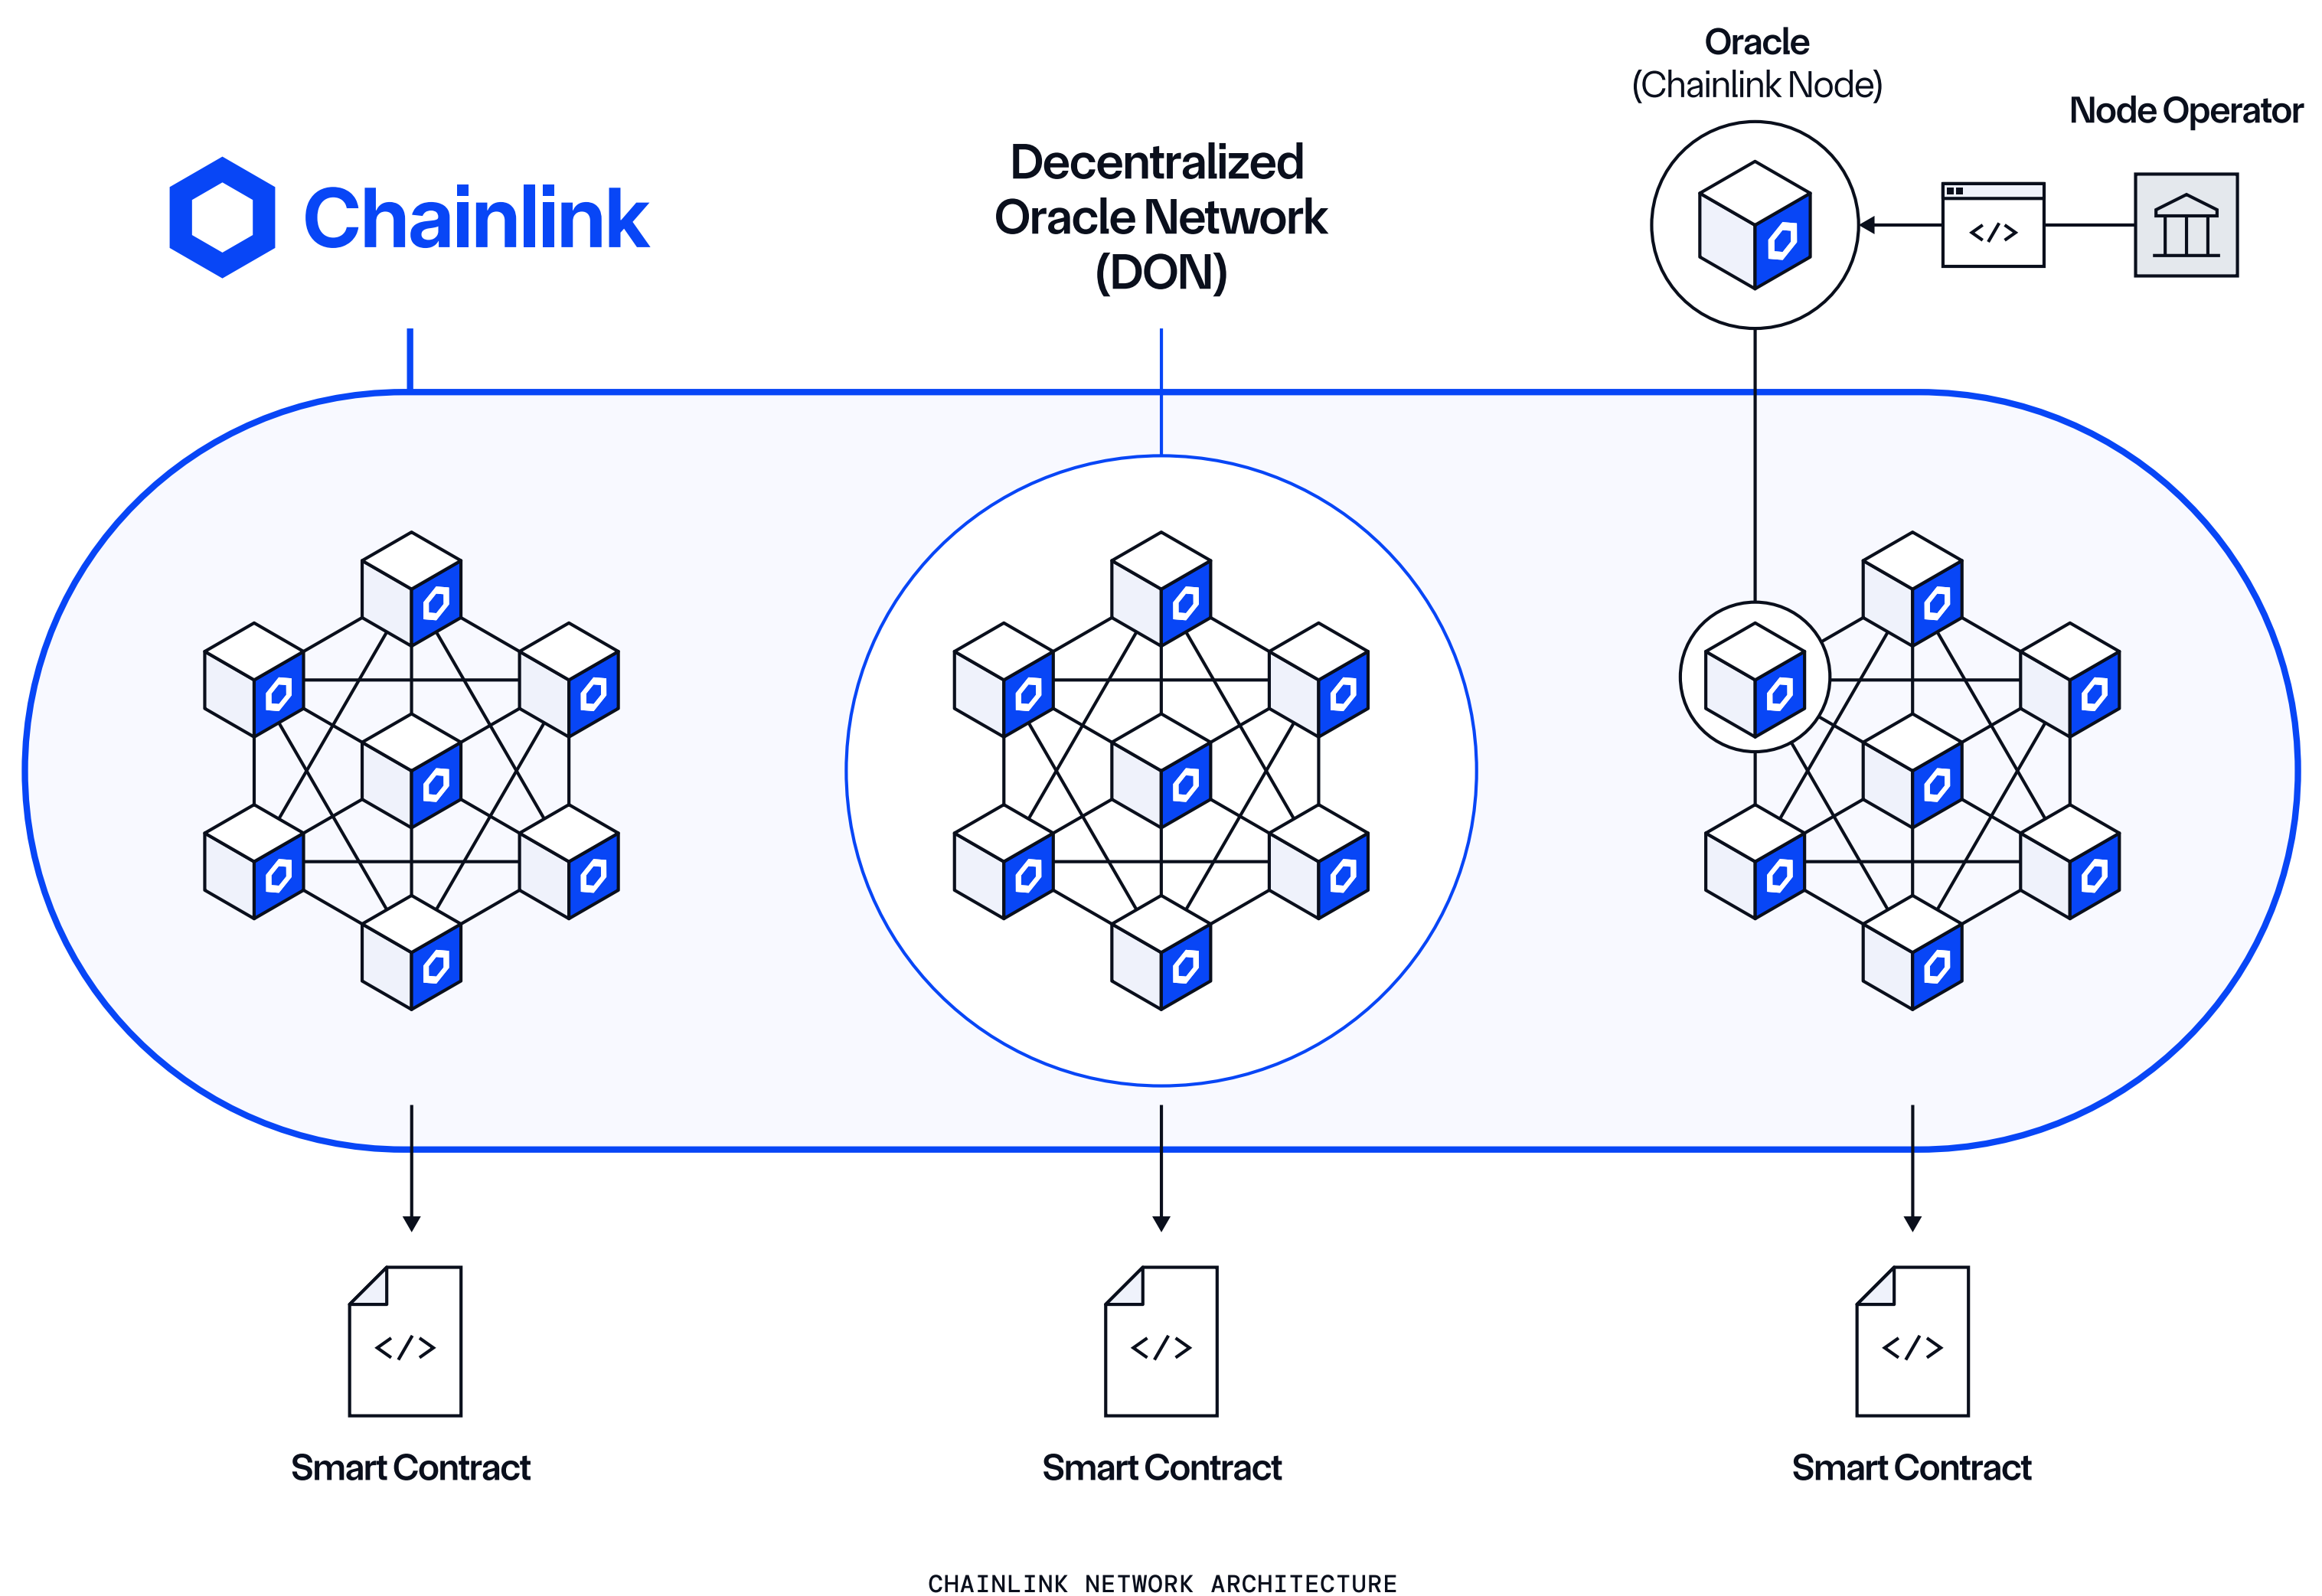 Oracle
(Chainlink Node)
Node Operator
Chainlink
Decentralized
Oracle Network
(DON)
</>
</>
</>
</>
Smart Contract
Smart Contract
Smart Contract
CHAINLINK NETWORK ARCHITECTURE